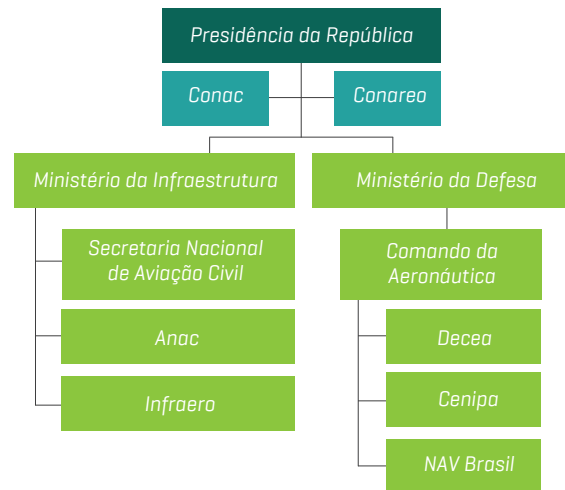 Presidência da República
Conac
Conareo
Ministério da Infraestrutura
Ministério da Defesa
Secretaria Nacional
de Aviação Civil
Anac
Infraero
Comando da
Aeronáutica
Decea
Cenipa
NAV Brasil